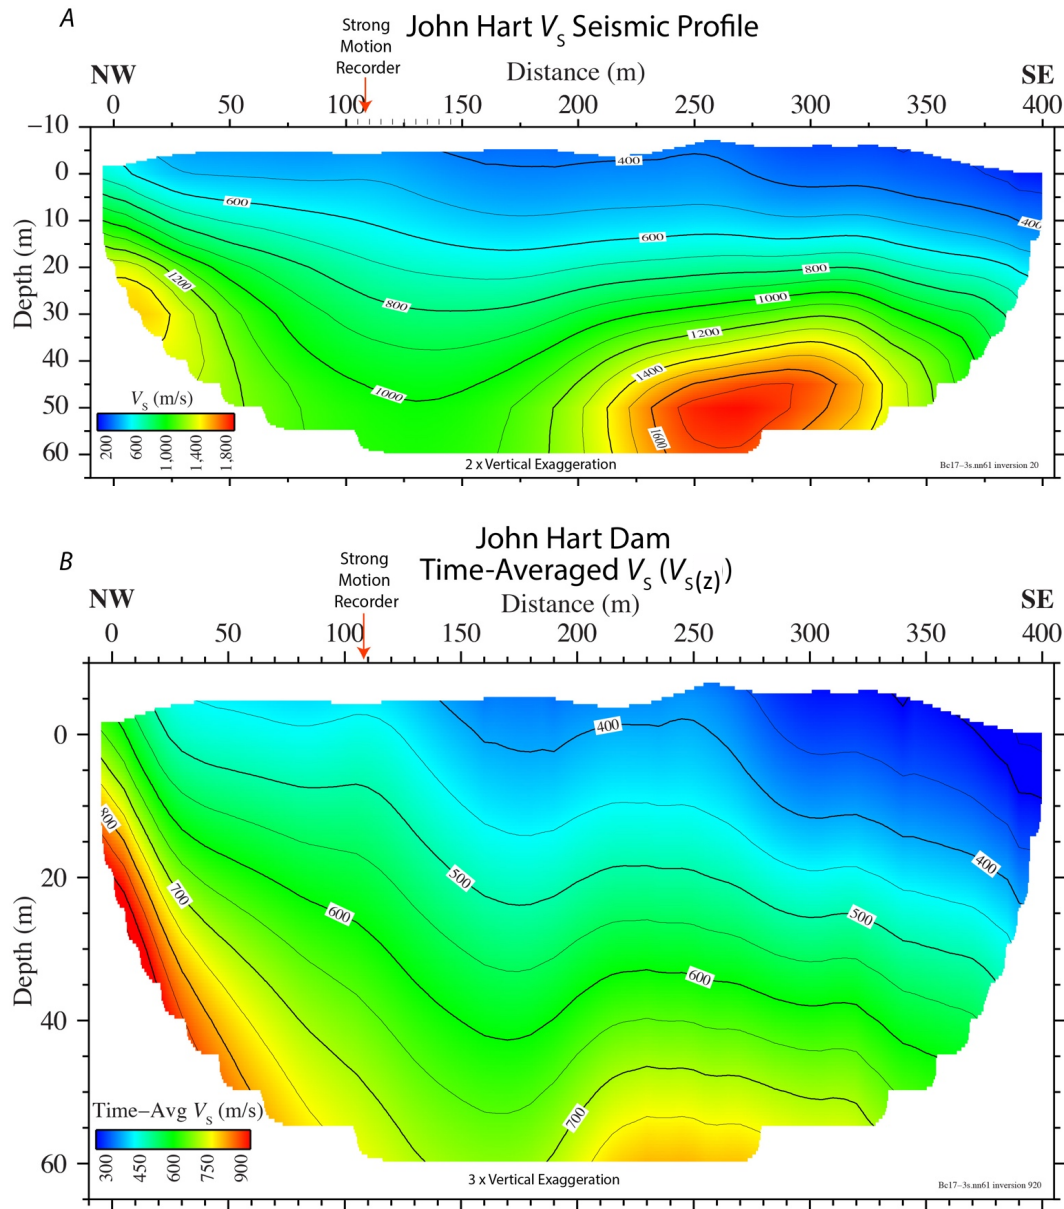 A
John Hart VS Seismic Profile
Strong
Motion
Recorder
NW
Distance (m)
SE
0 50 100 150 200 250 300 350 400
Depth (m)
−10
0
10
20
30
40
50
60
400
400
600
600
800
800
1000
1000
1200
1200
1400
1600
VS (m/s)
200 600 1,000 1,400 1,800
2 x Vertical Exaggeration
Bc17−3s.nn61 inversion 20
B
John Hart Dam
Time-Averaged VS (VS(z))
Strong
Motion
Recorder
NW
Distance (m)
SE
0 50 100 150 200 250 300 350 400
Depth (m)
0
20
40
60
400
400
500
500
600
600
700
700
800
Time−Avg VS (m/s)
300 450 600 750 900
3 x Vertical Exaggeration
Bc17−3s.nn61 inversion 920